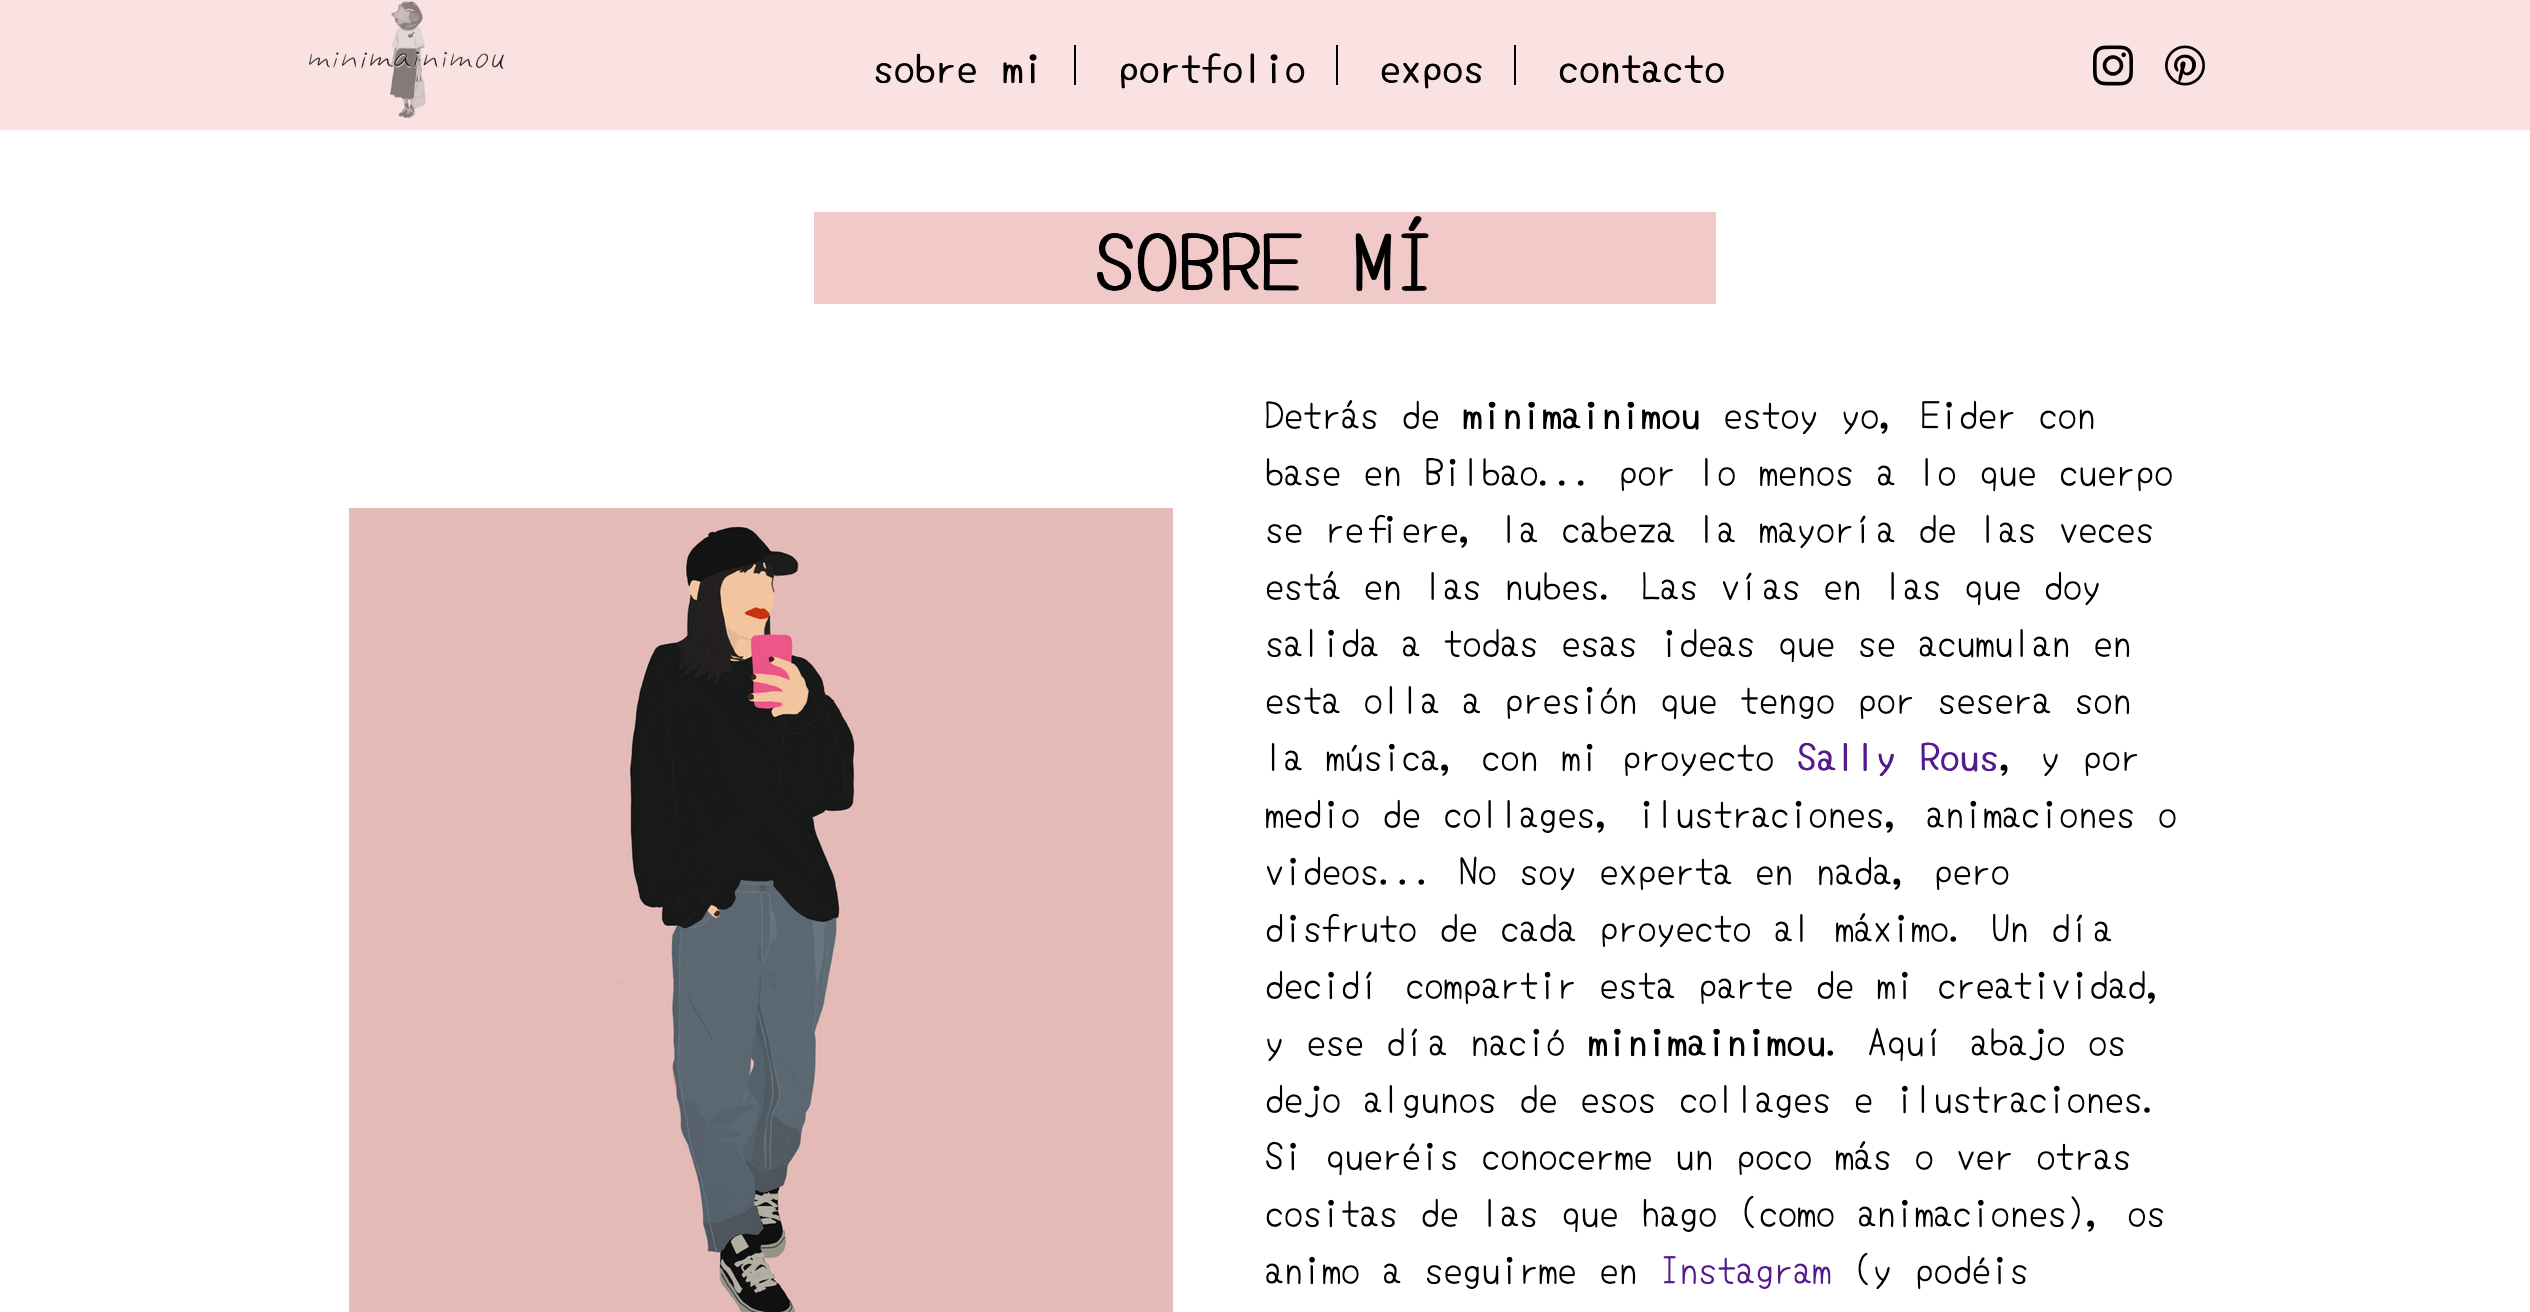 minimainimou
sobre mi
portfolio
expos
contacto
SOBRE MÍ
Detrás de minimainimou estoy yo, Eider con
base en Bilbao... por lo menos a lo que cuerpo
se refiere, la cabeza la mayoría de las veces
está en las nubes. Las vías en las que doy
salida a todas esas ideas que se acumulan en
esta olla a presión que tengo por sesera son
la música, con mi proyecto Sally Rous, y por
medio de collages, ilustraciones, animaciones o
videos... No soy experta en nada, pero
disfruto de cada proyecto al máximo. Un día
decidí compartir esta parte de mi creatividad,
y ese día nació minimainimou. Aquí abajo os
dejo algunos de esos collages e ilustraciones.
Si queréis conocerme un poco más o ver otras
cositas de las que hago (como animaciones), os
animo a seguirme en Instagram (y podéis